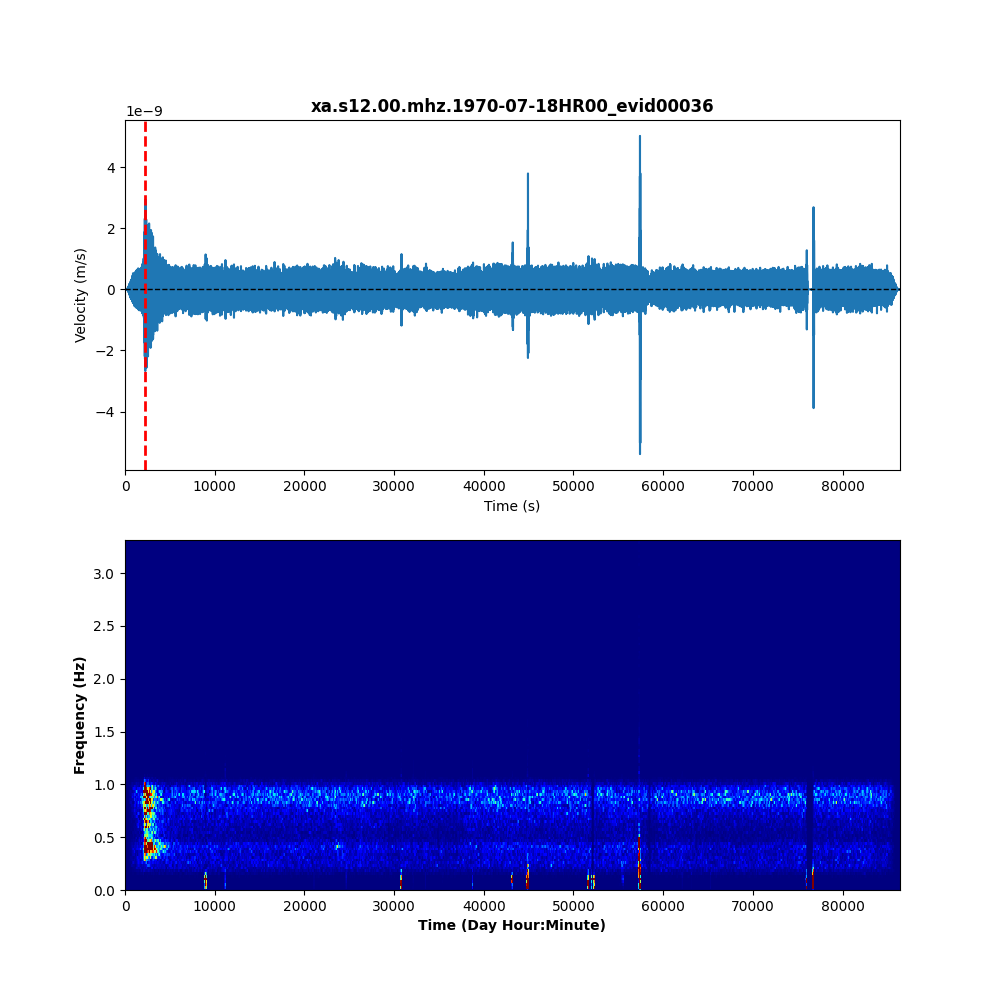 xa.s12.00.mhz.1970-07-18HR00_evid00036
1e−9
4
2
0
−2
−4
Velocity (m/s)
0 10000 20000 30000 40000 50000 60000 70000 80000
Time (s)
3.0
2.5
2.0
1.5
1.0
0.5
0.0
Frequency (Hz)
0 10000 20000 30000 40000 50000 60000 70000 80000
Time (Day Hour:Minute)